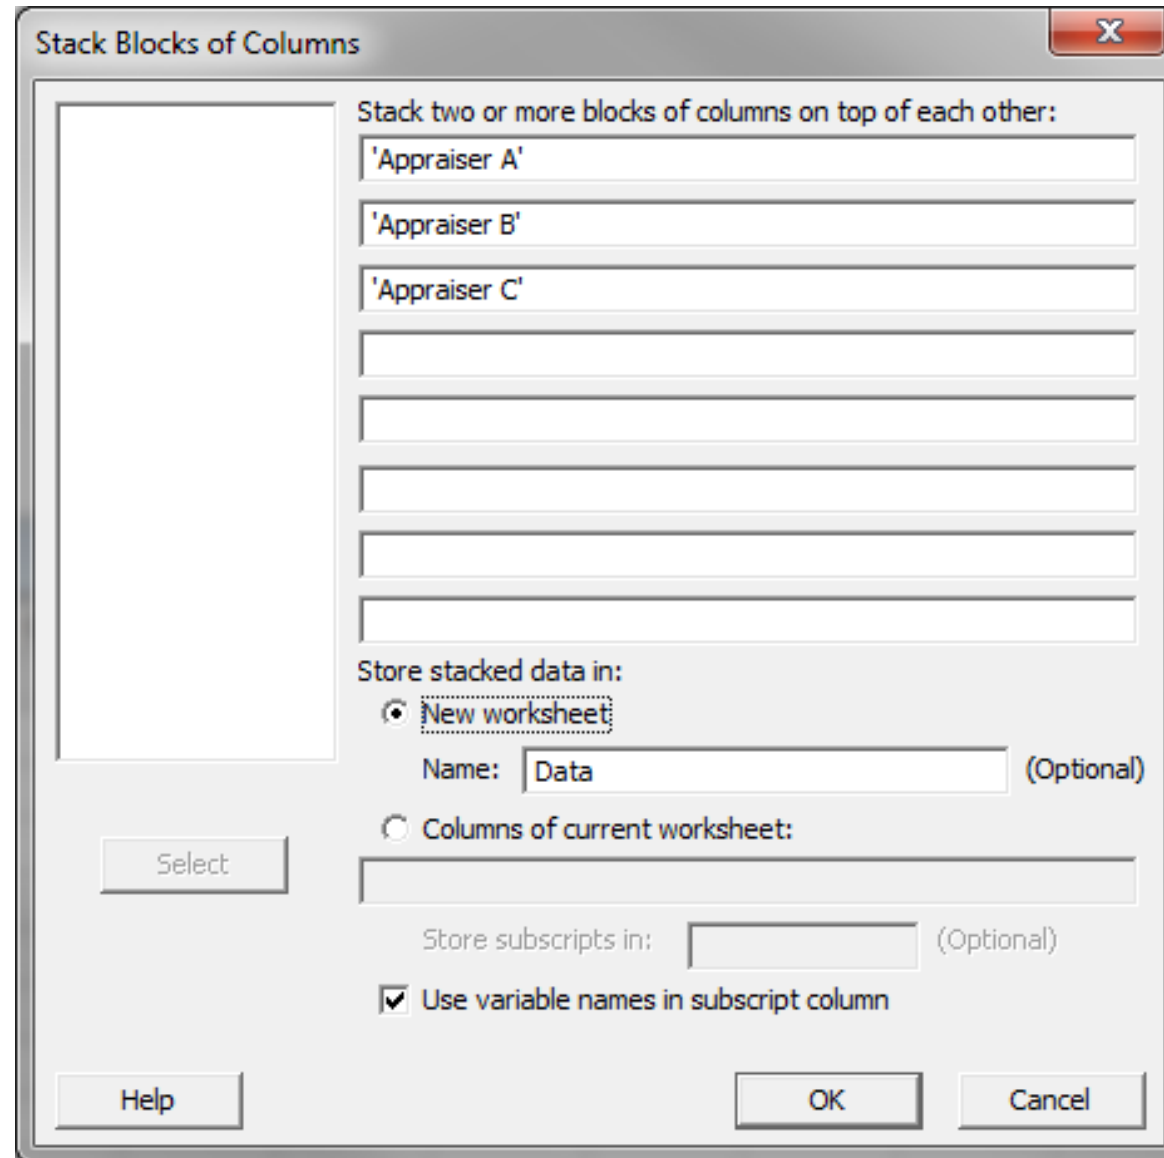 Stack Blocks of Columns
Stack two or more blocks of columns on top of each other:
'Appraiser A'
'Appraiser B'
'Appraiser C'
Store stacked data in:
New worksheet
Name: Data (Optional)
Columns of current worksheet:
Select
Store subscripts in: (Optional)
Use variable names in subscript column
Help OK Cancel